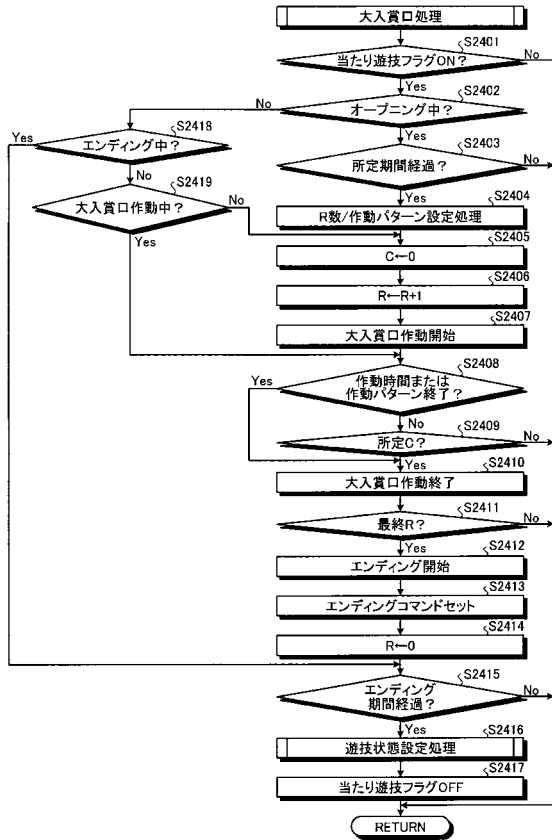 大入賞口処理
S2401
当たり遊技フラグON?
No
Yes
S2402
オープニング中?
No
Yes
S2418
エンディング中?
Yes
No
S2403
所定期間経過?
No
Yes
S2419
大入賞口作動中?
No
Yes
S2404
R数/作動パターン設定処理
S2405
C←0
S2406
R←R+1
S2407
大入賞口作動開始
S2408
作動時間または
作動パターン終了?
Yes
No
S2409
所定C?
No
Yes
S2410
大入賞口作動終了
S2411
最終R?
No
Yes
S2412
エンディング開始
S2413
エンディングコマンドセット
S2414
R←0
S2415
エンディング
期間経過?
No
Yes
S2416
遊技状態設定処理
S2417
当たり遊技フラグOFF
RETURN